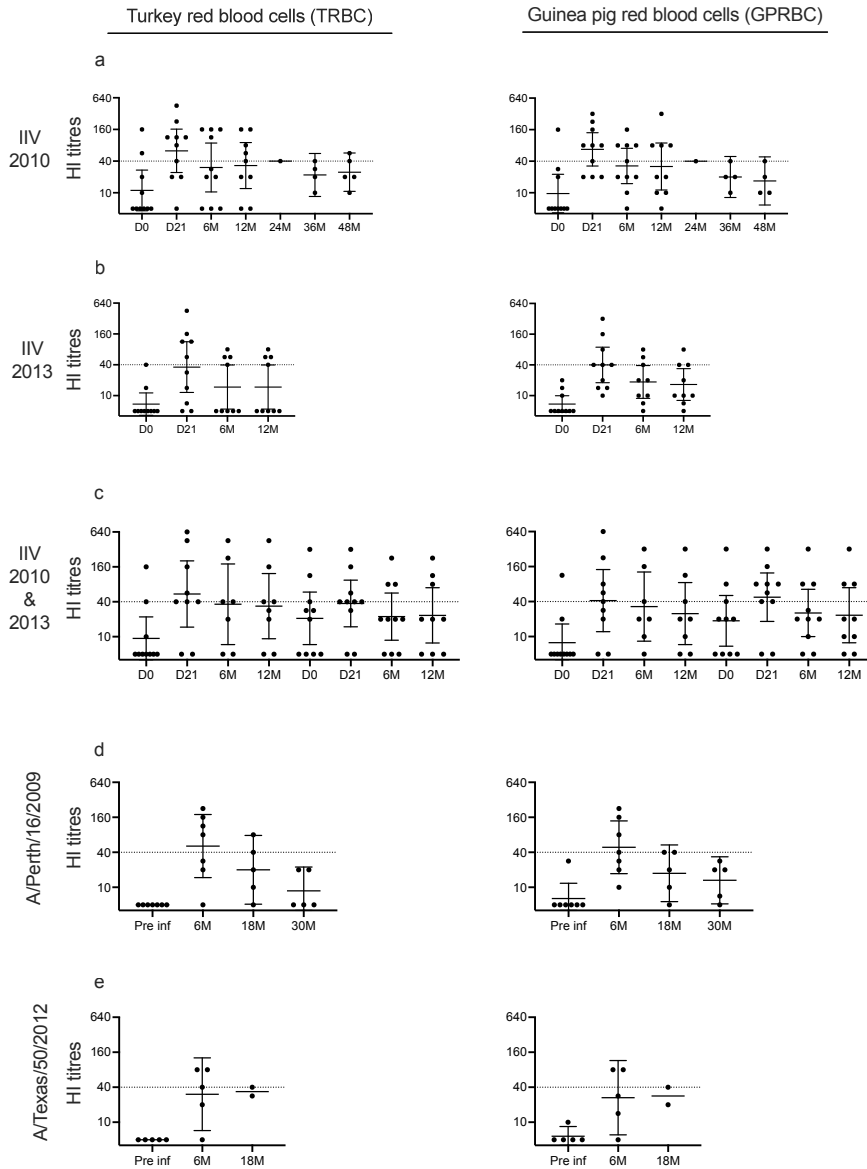 Turkey red blood cells (TRBC)
Guinea pig red blood cells (GPRBC)
a
IIV
2010
HI titres
640
160
40
10
D0 D21 6M 12M 24M 36M 48M
640
160
40
10
D0 D21 6M 12M 24M 36M 48M
b
IIV
2013
HI titres
640
160
40
10
D0 D21 6M 12M
640
160
40
10
D0 D21 6M 12M
c
IIV
2010
&
2013
HI titres
640
160
40
10
D0 D21 6M 12M D0 D21 6M 12M
640
160
40
10
D0 D21 6M 12M D0 D21 6M 12M
d
A/Perth/16/2009
HI titres
640
160
40
10
Pre inf 6M 18M 30M
640
160
40
10
Pre inf 6M 18M 30M
e
A/Texas/50/2012
HI titres
640
160
40
10
Pre inf 6M 18M
640
160
40
10
Pre inf 6M 18M